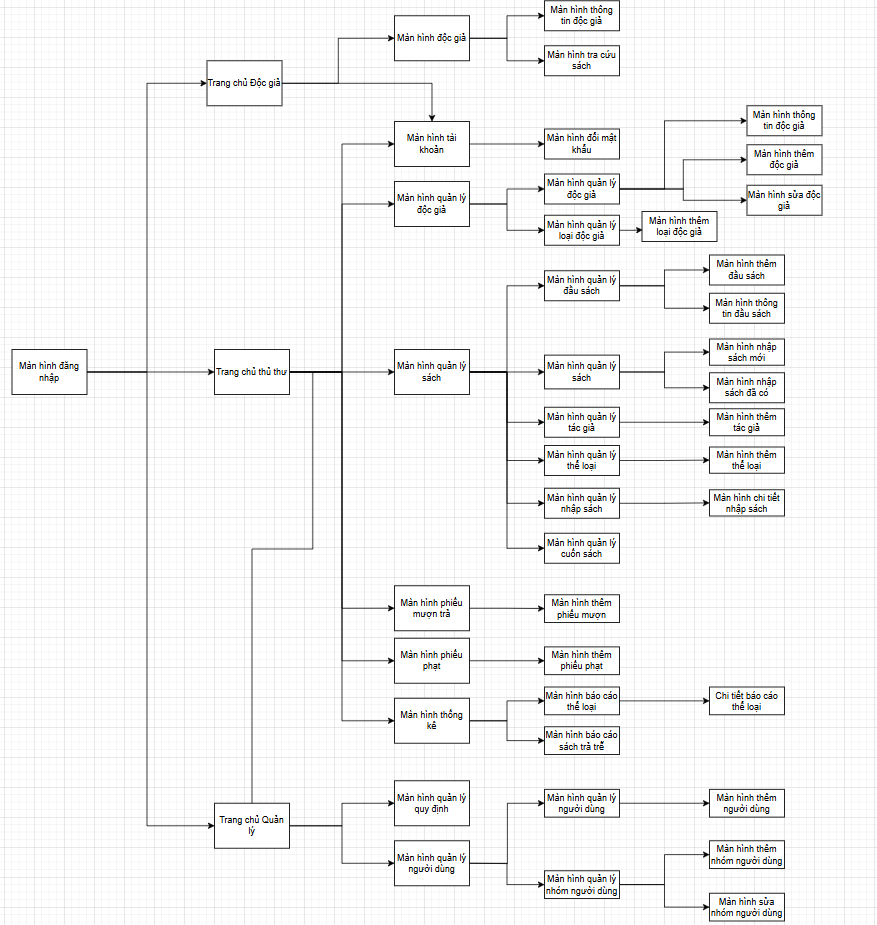 Màn hình thông
tin độc giả
Màn hình độc giả
Màn hình tra cứu
sách
Trang chủ Độc giả
Màn hình thông
tin độc giả
Màn hình tài
khoản
Màn hình đổi mật
khẩu
Màn hình thêm
độc giả
Màn hình quản lý
độc giả
Màn hình quản lý
độc giả
Màn hình sửa độc
giả
Màn hình quản lý
loại độc giả
Màn hình thêm
loại độc giả
Màn hình quản lý
đầu sách
Màn hình thêm
đầu sách
Màn hình thông
tin đầu sách
Màn hình đăng
nhập
Trang chủ thủ thư
Màn hình quản lý
sách
Màn hình quản lý
sách
Màn hình nhập
sách mới
Màn hình nhập
sách đã có
Màn hình quản lý
tác giả
Màn hình thêm
tác giả
Màn hình quản lý
thể loại
Màn hình thêm
thể loại
Màn hình quản lý
nhập sách
Màn hình chi tiết
nhập sách
Màn hình quản lý
cuốn sách
Màn hình phiếu
mượn trả
Màn hình thêm
phiếu mượn
Màn hình phiếu
phạt
Màn hình thêm
phiếu phạt
Màn hình thống
kê
Màn hình báo cáo
thể loại
Chi tiết báo cáo
thể loại
Màn hình báo cáo
sách trả trễ
Trang chủ Quản
lý
Màn hình quản lý
quy định
Màn hình quản lý
người dùng
Màn hình quản lý
người dùng
Màn hình thêm
người dùng
Màn hình quản lý
nhóm người dùng
Màn hình thêm
nhóm người dùng
Màn hình sửa
nhóm người dùng